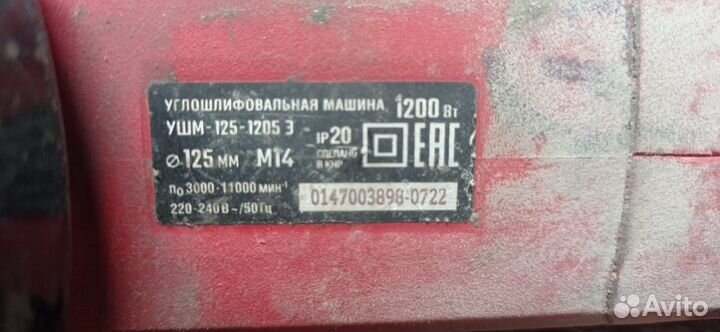 УГЛОШЛИФОВАЛЬНАЯ МАШИНА 1200 Вт
УШМ-125-1205 Э
IP20
СДЕЛАНО
В КНР
EAC
⌀ 125 мм М14
n₀ 3000-11000 мин⁻¹
220-240 В ~/50 Гц
0147003898-0722
Avito